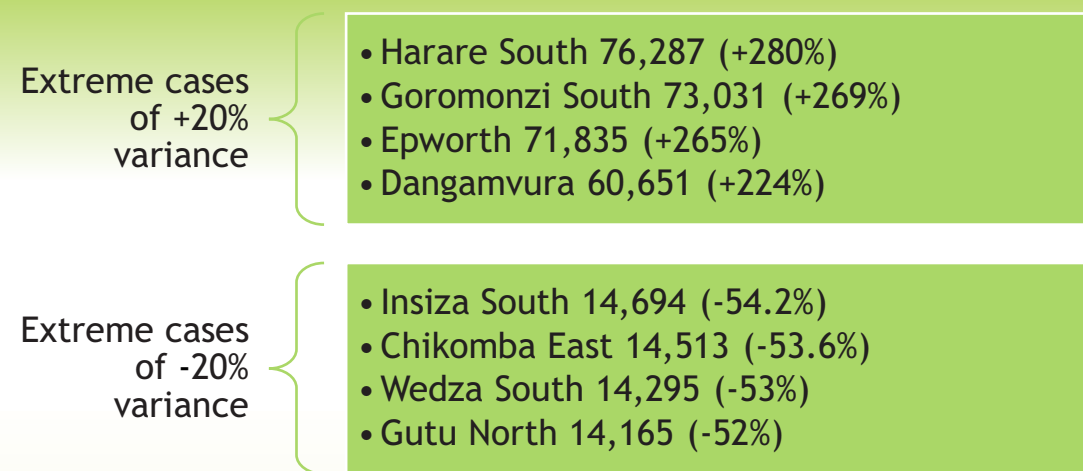 Extreme cases
of +20%
variance
• Harare South 76,287 (+280%)
• Goromonzi South 73,031 (+269%)
• Epworth 71,835 (+265%)
• Dangamvura 60,651 (+224%)
Extreme cases
of -20%
variance
• Insiza South 14,694 (-54.2%)
• Chikomba East 14,513 (-53.6%)
• Wedza South 14,295 (-53%)
• Gutu North 14,165 (-52%)